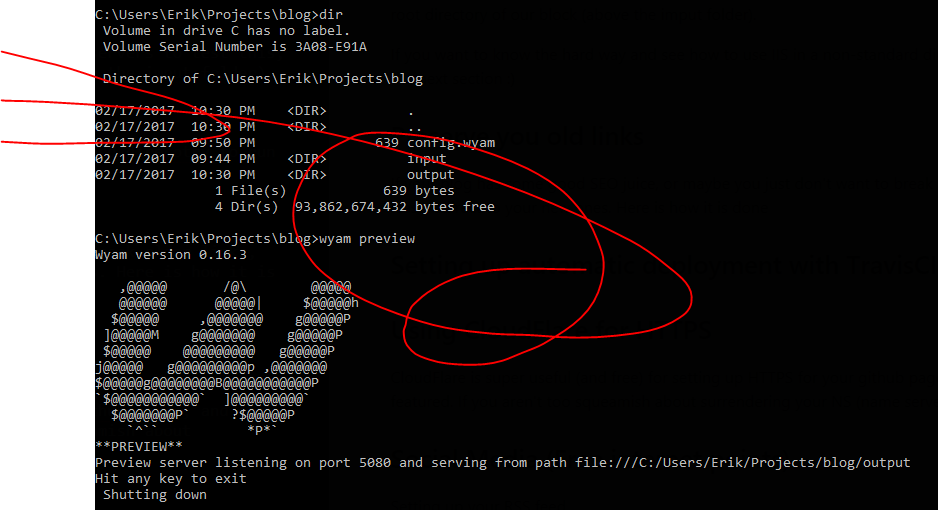 C:\Users\Erik\Projects\blog>dir
 Volume in drive C has no label.
 Volume Serial Number is 3A08-E91A

 Directory of C:\Users\Erik\Projects\blog

02/17/2017  10:30 PM    <DIR>          .
02/17/2017  10:30 PM    <DIR>          ..
02/17/2017  09:50 PM               639 config.wyam
02/17/2017  09:44 PM    <DIR>          input
02/17/2017  10:30 PM    <DIR>          output
               1 File(s)            639 bytes
               4 Dir(s)  93,862,674,432 bytes free

C:\Users\Erik\Projects\blog>wyam preview
Wyam version 0.16.3

   ,@@@@@       /@\        @@@@@
   @@@@@@      @@@@@|     $@@@@@h
  $@@@@@     ,@@@@@@@    g@@@@@P
 ]@@@@@M    g@@@@@@@    g@@@@@P
 $@@@@@    @@@@@@@@@   g@@@@@P
j@@@@@   g@@@@@@@@@p ,@@@@@@@
$@@@@@g@@@@@@@@B@@@@@@@@@@@P
`$@@@@@@@@@@@`  ]@@@@@@@@@`
  $@@@@@@@P`     ?$@@@@@P
    `^``           *P*`
**PREVIEW**
Preview server listening on port 5080 and serving from path file:///C:/Users/Erik/Projects/blog/output
Hit any key to exit
 Shutting down